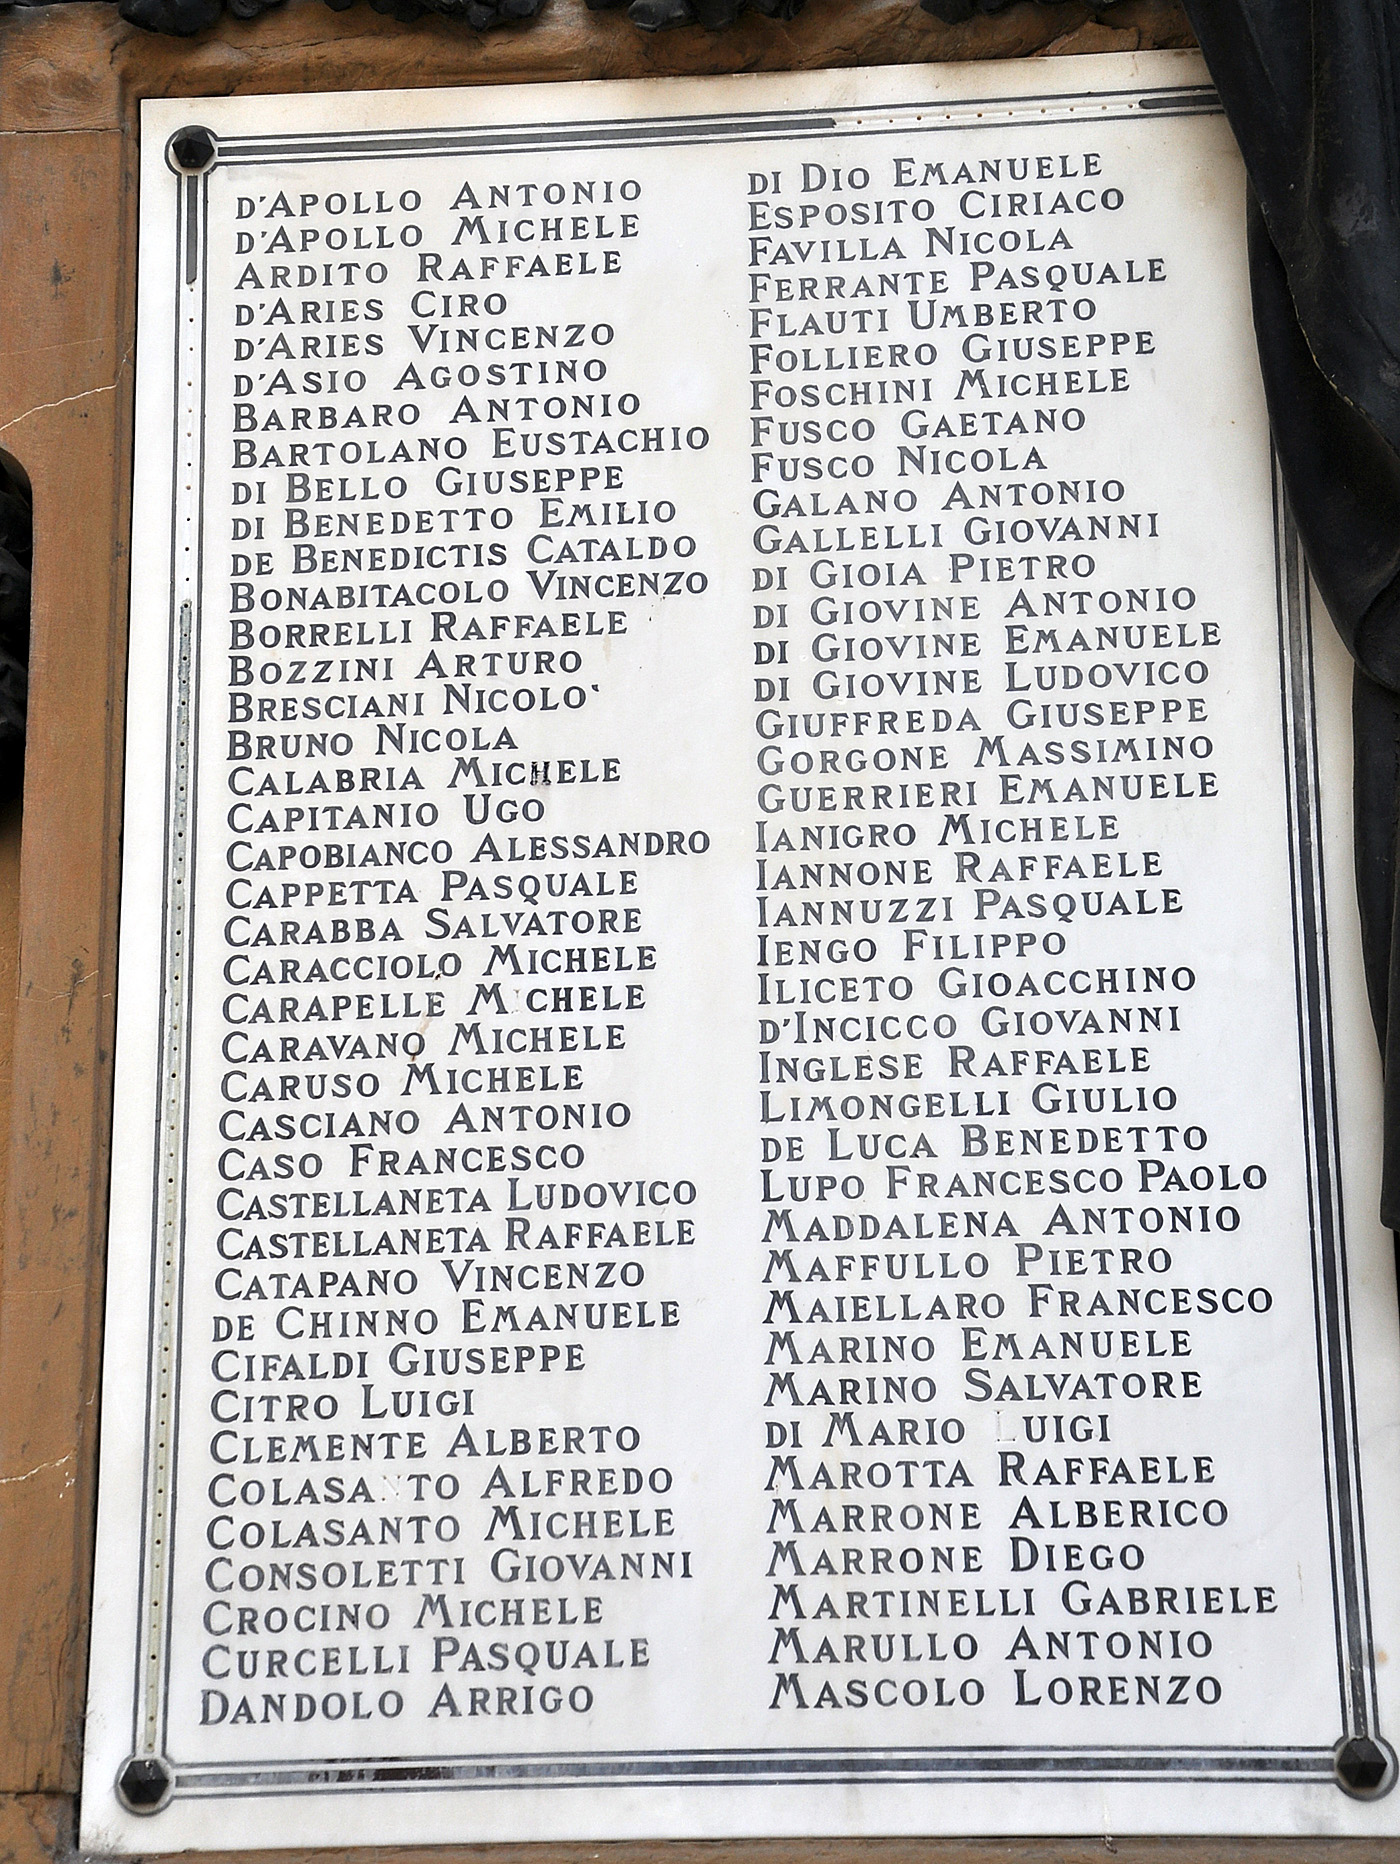 D'APOLLO ANTONIO
D'APOLLO MICHELE
ARDITO RAFFAELE
D'ARIES CIRO
D'ARIES VINCENZO
D'ASIO AGOSTINO
BARBARO ANTONIO
BARTOLANO EUSTACHIO
DI BELLO GIUSEPPE
DI BENEDETTO EMILIO
DE BENEDICTIS CATALDO
BONABITACOLO VINCENZO
BORRELLI RAFFAELE
BOZZINI ARTURO
BRESCIANI NICOLO'
BRUNO NICOLA
CALABRIA MICHELE
CAPITANIO UGO
CAPOBIANCO ALESSANDRO
CAPPETTA PASQUALE
CARABBA SALVATORE
CARACCIOLO MICHELE
CARAPELLE MICHELE
CARAVANO MICHELE
CARUSO MICHELE
CASCIANO ANTONIO
CASO FRANCESCO
CASTELLANETA LUDOVICO
CASTELLANETA RAFFAELE
CATAPANO VINCENZO
DE CHINNO EMANUELE
CIFALDI GIUSEPPE
CITRO LUIGI
CLEMENTE ALBERTO
COLASANTO ALFREDO
COLASANTO MICHELE
CONSOLETTI GIOVANNI
CROCINO MICHELE
CURCELLI PASQUALE
DANDOLO ARRIGO
DI DIO EMANUELE
ESPOSITO CIRIACO
FAVILLA NICOLA
FERRANTE PASQUALE
FLAUTI UMBERTO
FOLLIERO GIUSEPPE
FOSCHINI MICHELE
FUSCO GAETANO
FUSCO NICOLA
GALANO ANTONIO
GALLELLI GIOVANNI
DI GIOIA PIETRO
DI GIOVINE ANTONIO
DI GIOVINE EMANUELE
DI GIOVINE LUDOVICO
GIUFFREDA GIUSEPPE
GORGONE MASSIMINO
GUERRIERI EMANUELE
IANIGRO MICHELE
IANNONE RAFFAELE
IANNUZZI PASQUALE
IENGO FILIPPO
ILICETO GIOACCHINO
D'INCICCO GIOVANNI
INGLESE RAFFAELE
LIMONGELLI GIULIO
DE LUCA BENEDETTO
LUPO FRANCESCO PAOLO
MADDALENA ANTONIO
MAFFULLO PIETRO
MAIELLARO FRANCESCO
MARINO EMANUELE
MARINO SALVATORE
DI MARIO LUIGI
MAROTTA RAFFAELE
MARRONE ALBERICO
MARRONE DIEGO
MARTINELLI GABRIELE
MARULLO ANTONIO
MASCOLO LORENZO